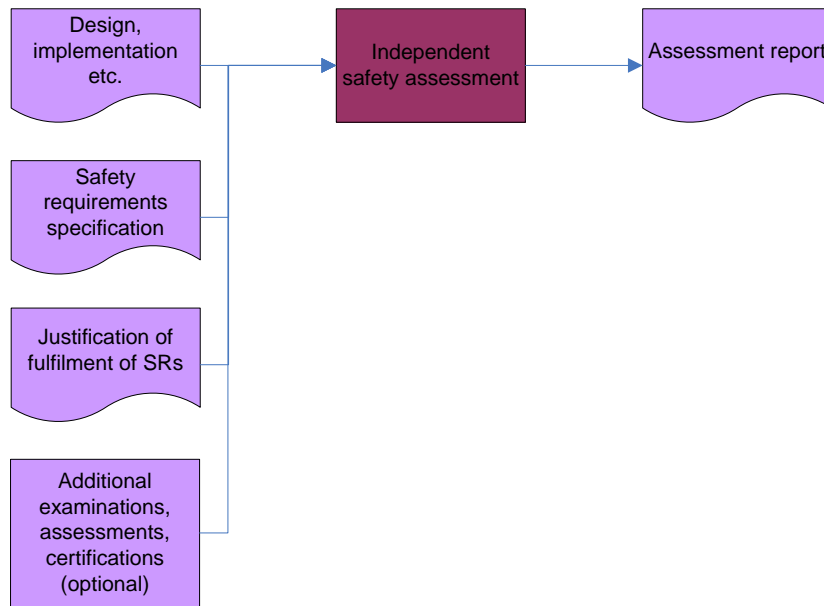 Design,
implementation
etc.
Independent
safety assessment
Assessment report
Safety
requirements
specification
Justification of
fulfilment of SRs
Additional
examinations,
assessments,
certifications
(optional)